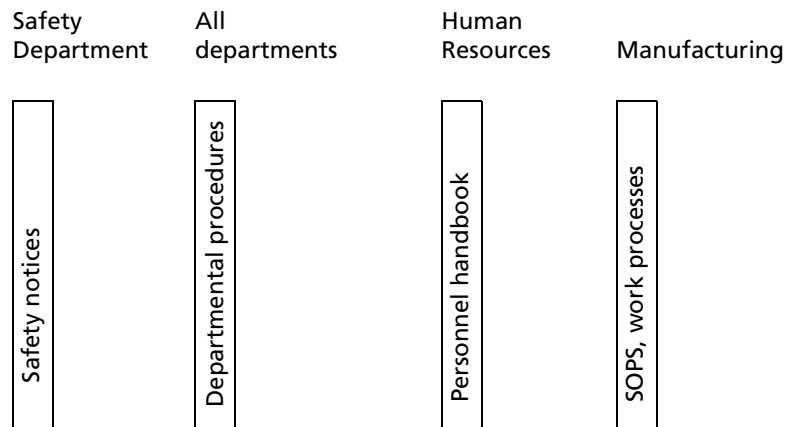 Safety
Department
All
departments
Human
Resources
Manufacturing
Safety notices
Departmental procedures
Personnel handbook
SOPS, work processes